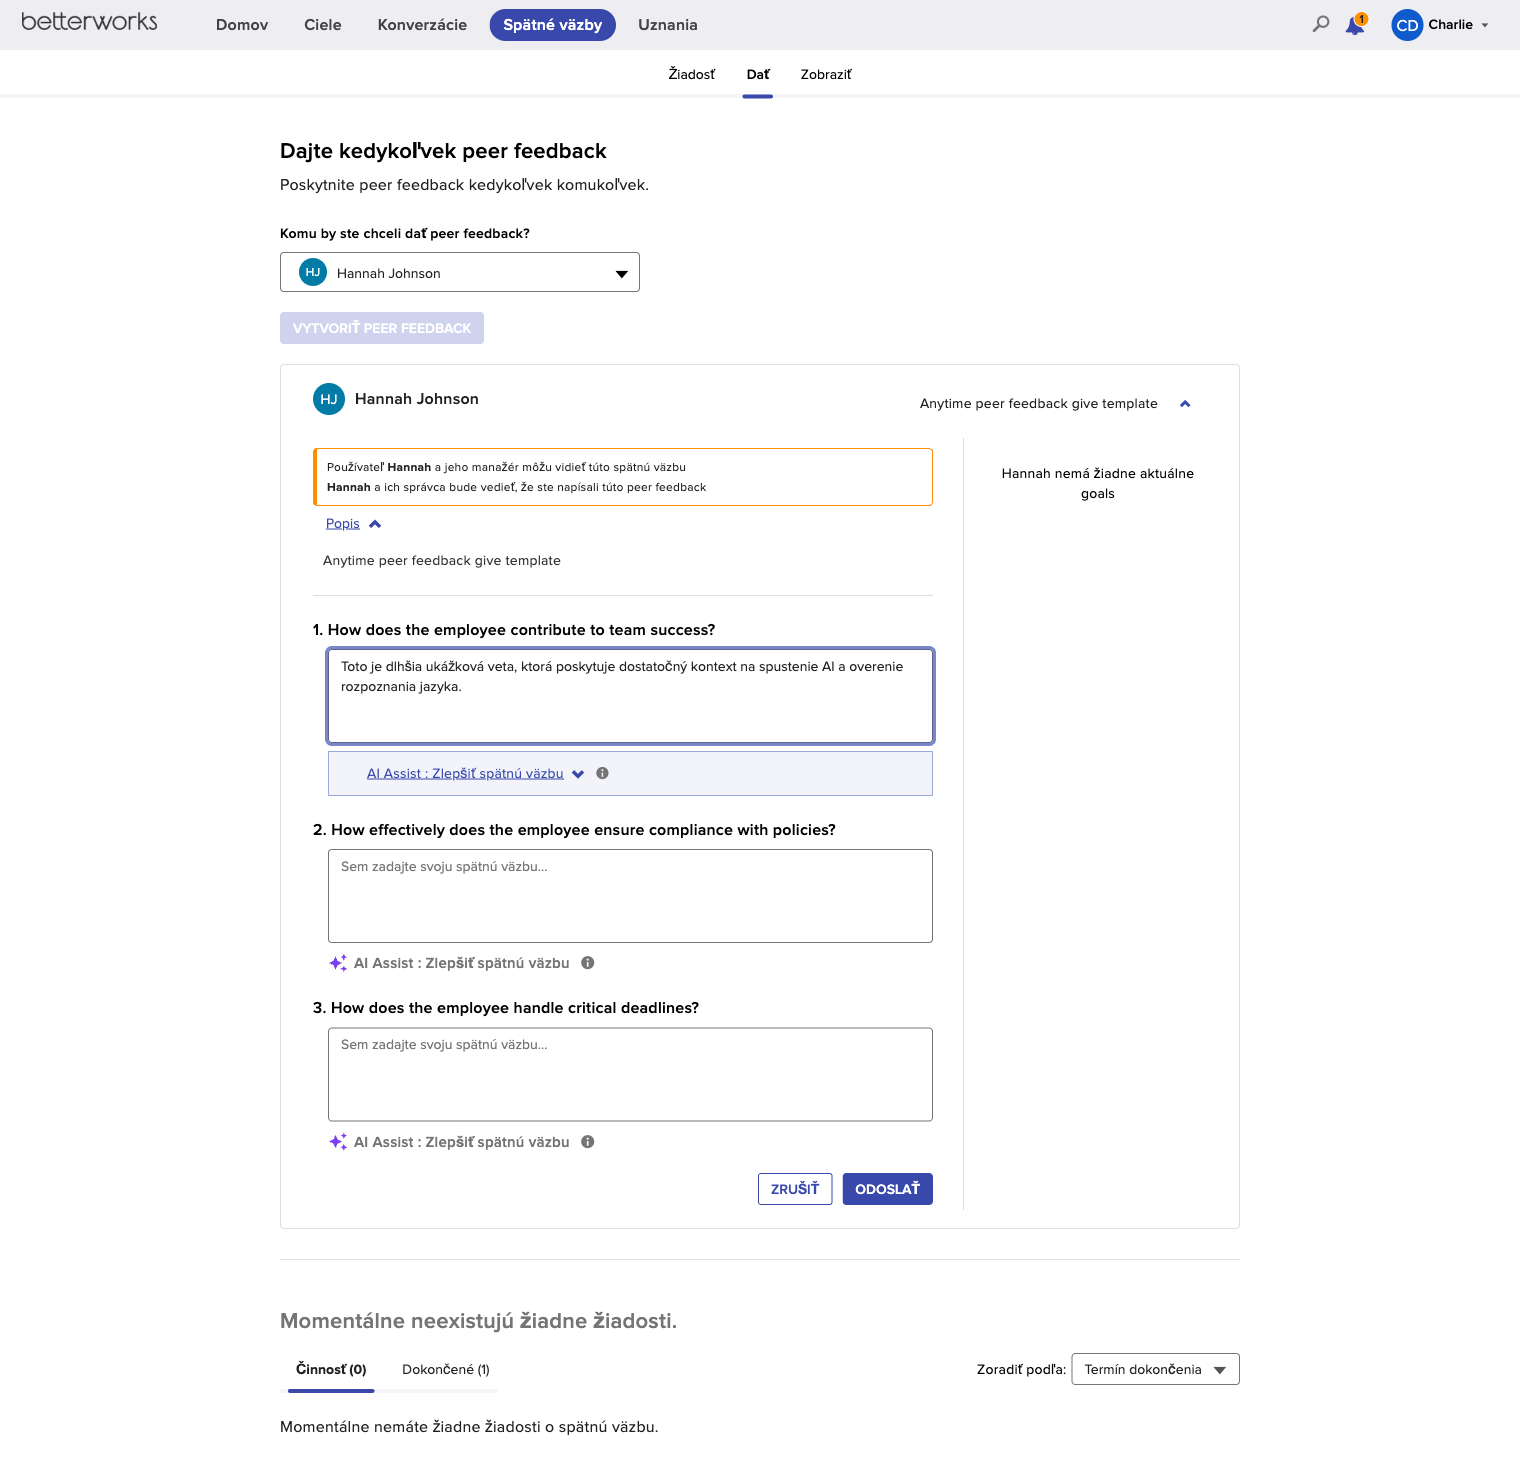 betterworks
Domov
Ciele
Konverzácie
Spätné väzby
Uznania
1
CD
Charlie
Žiadosť
Dať
Zobraziť
Dajte kedykoľvek peer feedback
Poskytnite peer feedback kedykoľvek komukoľvek.
Komu by ste chceli dať peer feedback?
HJ
Hannah Johnson
VYTVORIŤ PEER FEEDBACK
HJ
Hannah Johnson
Anytime peer feedback give template
Používateľ Hannah a jeho manažér môžu vidieť túto spätnú väzbu
Hannah a ich správca bude vedieť, že ste napísali túto peer feedback
Hannah nemá žiadne aktuálne
goals
Popis
Anytime peer feedback give template
1. How does the employee contribute to team success?
Toto je dlhšia ukážková veta, ktorá poskytuje dostatočný kontext na spustenie AI a overenie
rozpoznania jazyka.
AI Assist : Zlepšiť spätnú väzbu
2. How effectively does the employee ensure compliance with policies?
Sem zadajte svoju spätnú väzbu...
AI Assist : Zlepšiť spätnú väzbu
3. How does the employee handle critical deadlines?
Sem zadajte svoju spätnú väzbu...
AI Assist : Zlepšiť spätnú väzbu
ZRUŠIŤ
ODOSLAŤ
Momentálne neexistujú žiadne žiadosti.
Činnosť (0)
Dokončené (1)
Zoradiť podľa:
Termín dokončenia
Momentálne nemáte žiadne žiadosti o spätnú väzbu.